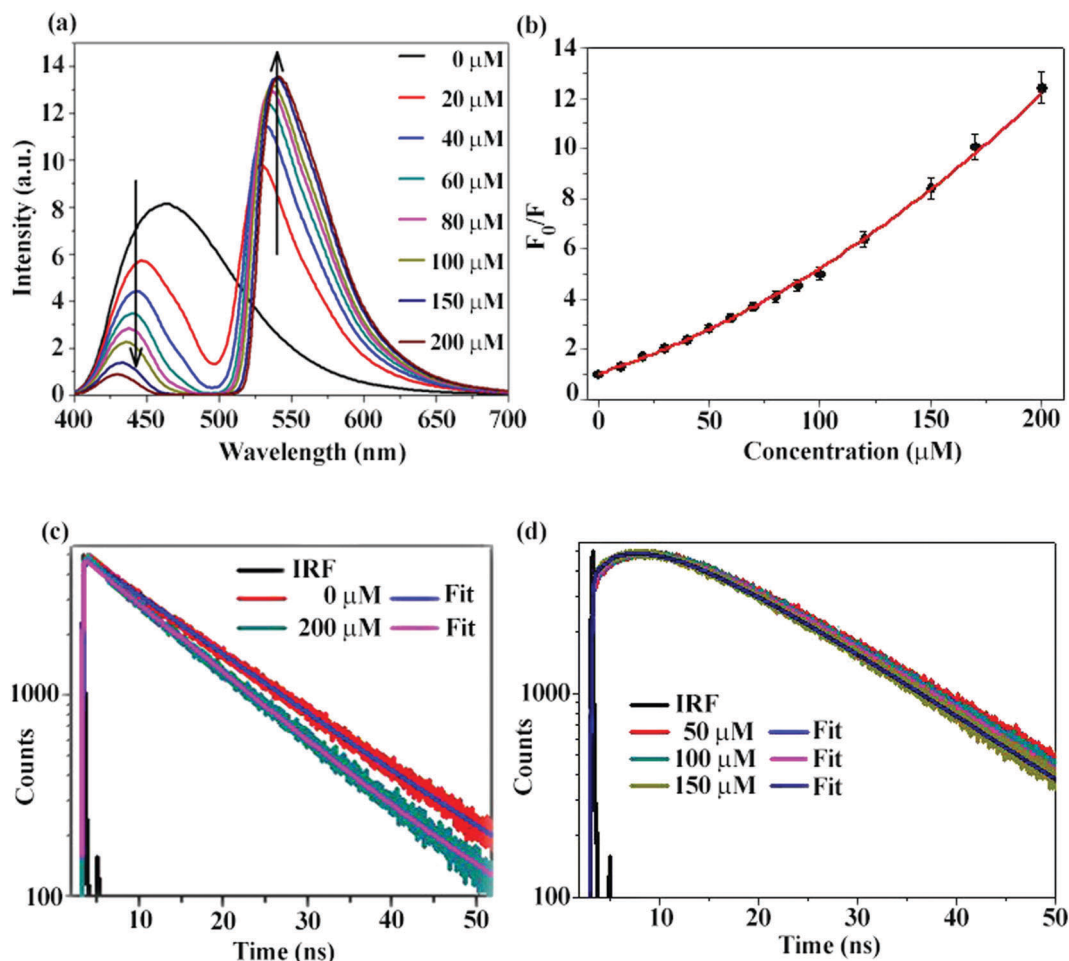 (a)
Intensity (a.u.)
14
12
10
8
6
4
2
0
400 450 500 550 600 650 700
Wavelength (nm)
0 μM
20 μM
40 μM
60 μM
80 μM
100 μM
150 μM
200 μM
(b)
F0/F
14
12
10
8
6
4
2
0
0 50 100 150 200
Concentration (μM)
(c)
Counts
1000
100
IRF
0 μM Fit
200 μM Fit
10 20 30 40 50
Time (ns)
(d)
Counts
1000
100
IRF
50 μM Fit
100 μM Fit
150 μM Fit
10 20 30 40 50
Time (ns)